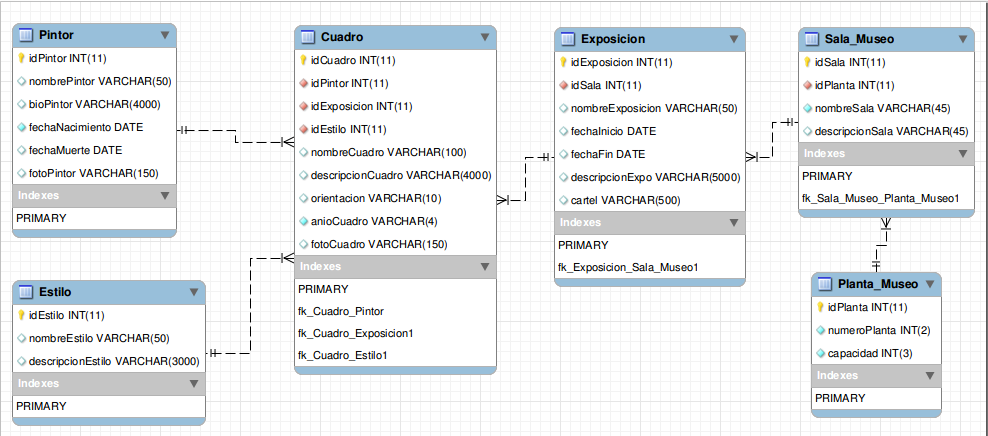 Pintor
idPintor INT(11)
nombrePintor VARCHAR(50)
bioPintor VARCHAR(4000)
fechaNacimiento DATE
fechaMuerte DATE
fotoPintor VARCHAR(150)
Indexes
PRIMARY
Estilo
idEstilo INT(11)
nombreEstilo VARCHAR(50)
descripcionEstilo VARCHAR(3000)
Indexes
PRIMARY
Cuadro
idCuadro INT(11)
idPintor INT(11)
idExposicion INT(11)
idEstilo INT(11)
nombreCuadro VARCHAR(100)
descripcionCuadro VARCHAR(4000)
orientacion VARCHAR(10)
anioCuadro VARCHAR(4)
fotoCuadro VARCHAR(150)
Indexes
PRIMARY
fk_Cuadro_Pintor
fk_Cuadro_Exposicion1
fk_Cuadro_Estilo1
Exposicion
idExposicion INT(11)
idSala INT(11)
nombreExposicion VARCHAR(50)
fechaInicio DATE
fechaFin DATE
descripcionExpo VARCHAR(5000)
cartel VARCHAR(500)
Indexes
PRIMARY
fk_Exposicion_Sala_Museo1
Sala_Museo
idSala INT(11)
idPlanta INT(11)
nombreSala VARCHAR(45)
descripcionSala VARCHAR(45)
Indexes
PRIMARY
fk_Sala_Museo_Planta_Museo1
Planta_Museo
idPlanta INT(11)
numeroPlanta INT(2)
capacidad INT(3)
Indexes
PRIMARY